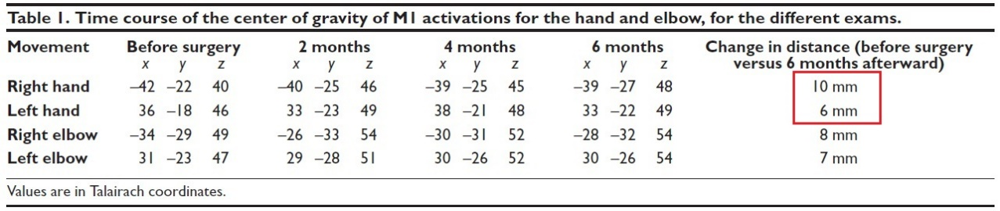 Table 1. Time course of the center of gravity of M1 activations for the hand and elbow, for the different exams.
Movement Before surgery 2 months 4 months 6 months Change in distance (before surgery
x y z x y z x y z x y z versus 6 months afterward)
Right hand –42 –22 40 –40 –25 46 –39 –25 45 –39 –27 48 10 mm
Left hand 36 –18 46 33 –23 49 38 –21 48 33 –22 49 6 mm
Right elbow –34 –29 49 –26 –33 54 –30 –31 52 –28 –32 54 8 mm
Left elbow 31 –23 47 29 –28 51 30 –26 52 30 –26 54 7 mm
Values are in Talairach coordinates.